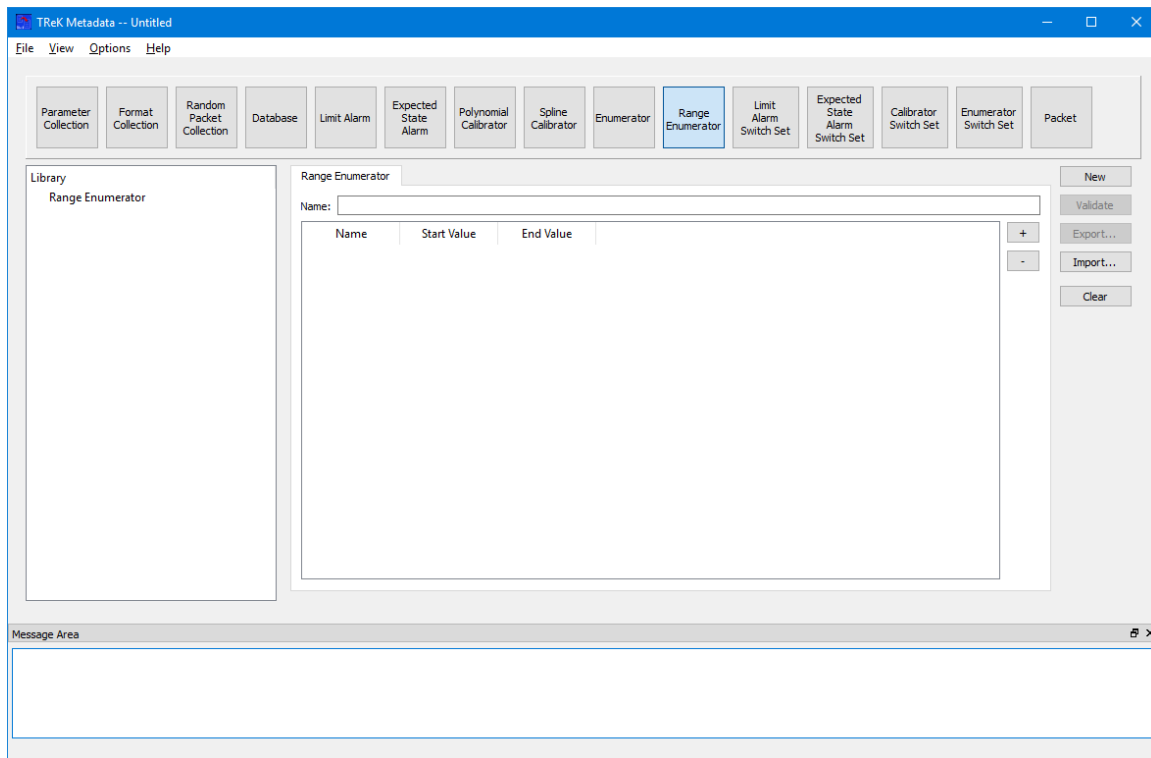 TReK Metadata -- Untitled
File View Options Help
Parameter
Collection
Format
Collection
Random
Packet
Collection
Database
Limit Alarm
Expected
State
Alarm
Polynomial
Calibrator
Spline
Calibrator
Enumerator
Range
Enumerator
Limit
Alarm
Switch Set
Expected
State
Alarm
Switch Set
Calibrator
Switch Set
Enumerator
Switch Set
Packet
Library
Range Enumerator
Range Enumerator
Name:
Name Start Value End Value
+
-
New
Validate
Export...
Import...
Clear
Message Area